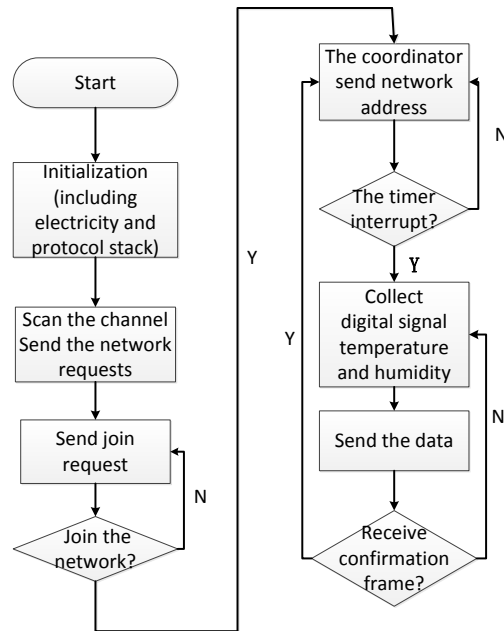 Start
Initialization
(including
electricity and
protocol stack)
Scan the channel
Send the network
requests
Send join
request
N
Join the
network?
Y
The coordinator
send network
address
N
The timer
interrupt?
Y
Collect
digital signal
temperature
and humidity
Y
N
Send the data
Receive
confirmation
frame?